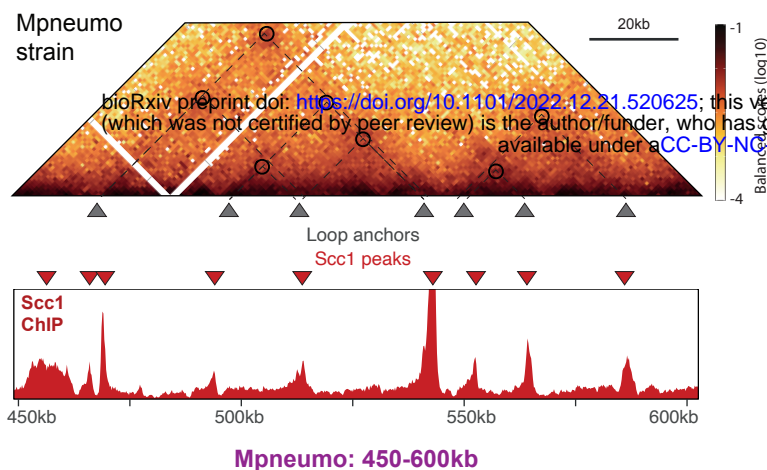 Mpneumo
strain
20kb
-1
-4
Balanced scores (log10)
bioRxiv preprint doi: https://doi.org/10.1101/2022.12.21.520625; this ve
(which was not certified by peer review) is the author/funder, who has
available under aCC-BY-NC
Loop anchors
Scc1 peaks
Scc1
ChIP
450kb
500kb
550kb
600kb
Mpneumo: 450-600kb